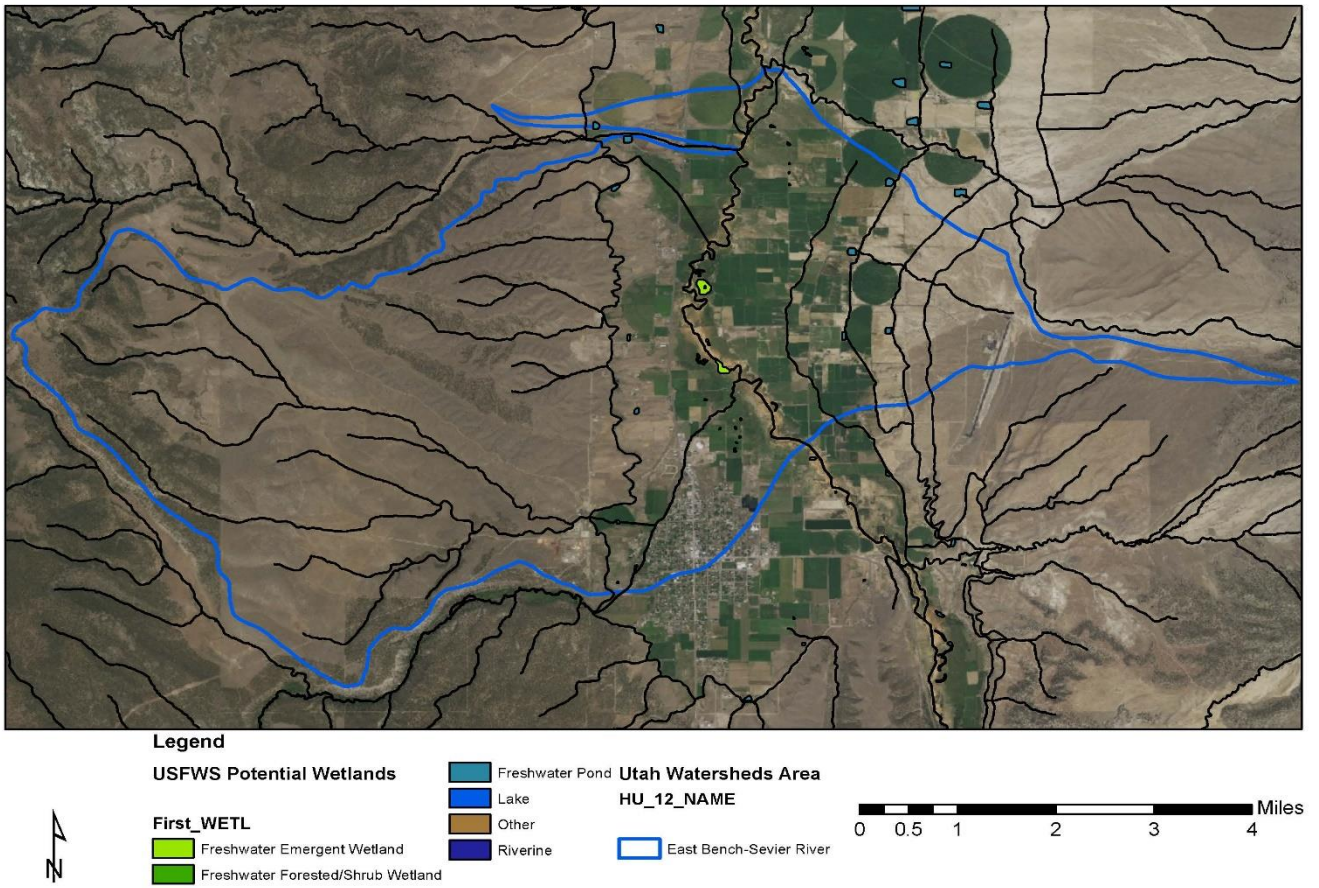 Legend
USFWS Potential Wetlands
First_WETL
Freshwater Emergent Wetland
Freshwater Forested/Shrub Wetland
Freshwater Pond
Lake
Other
Riverine
Utah Watersheds Area
HU_12_NAME
East Bench-Sevier River
N
Miles
0 0.5 1 2 3 4